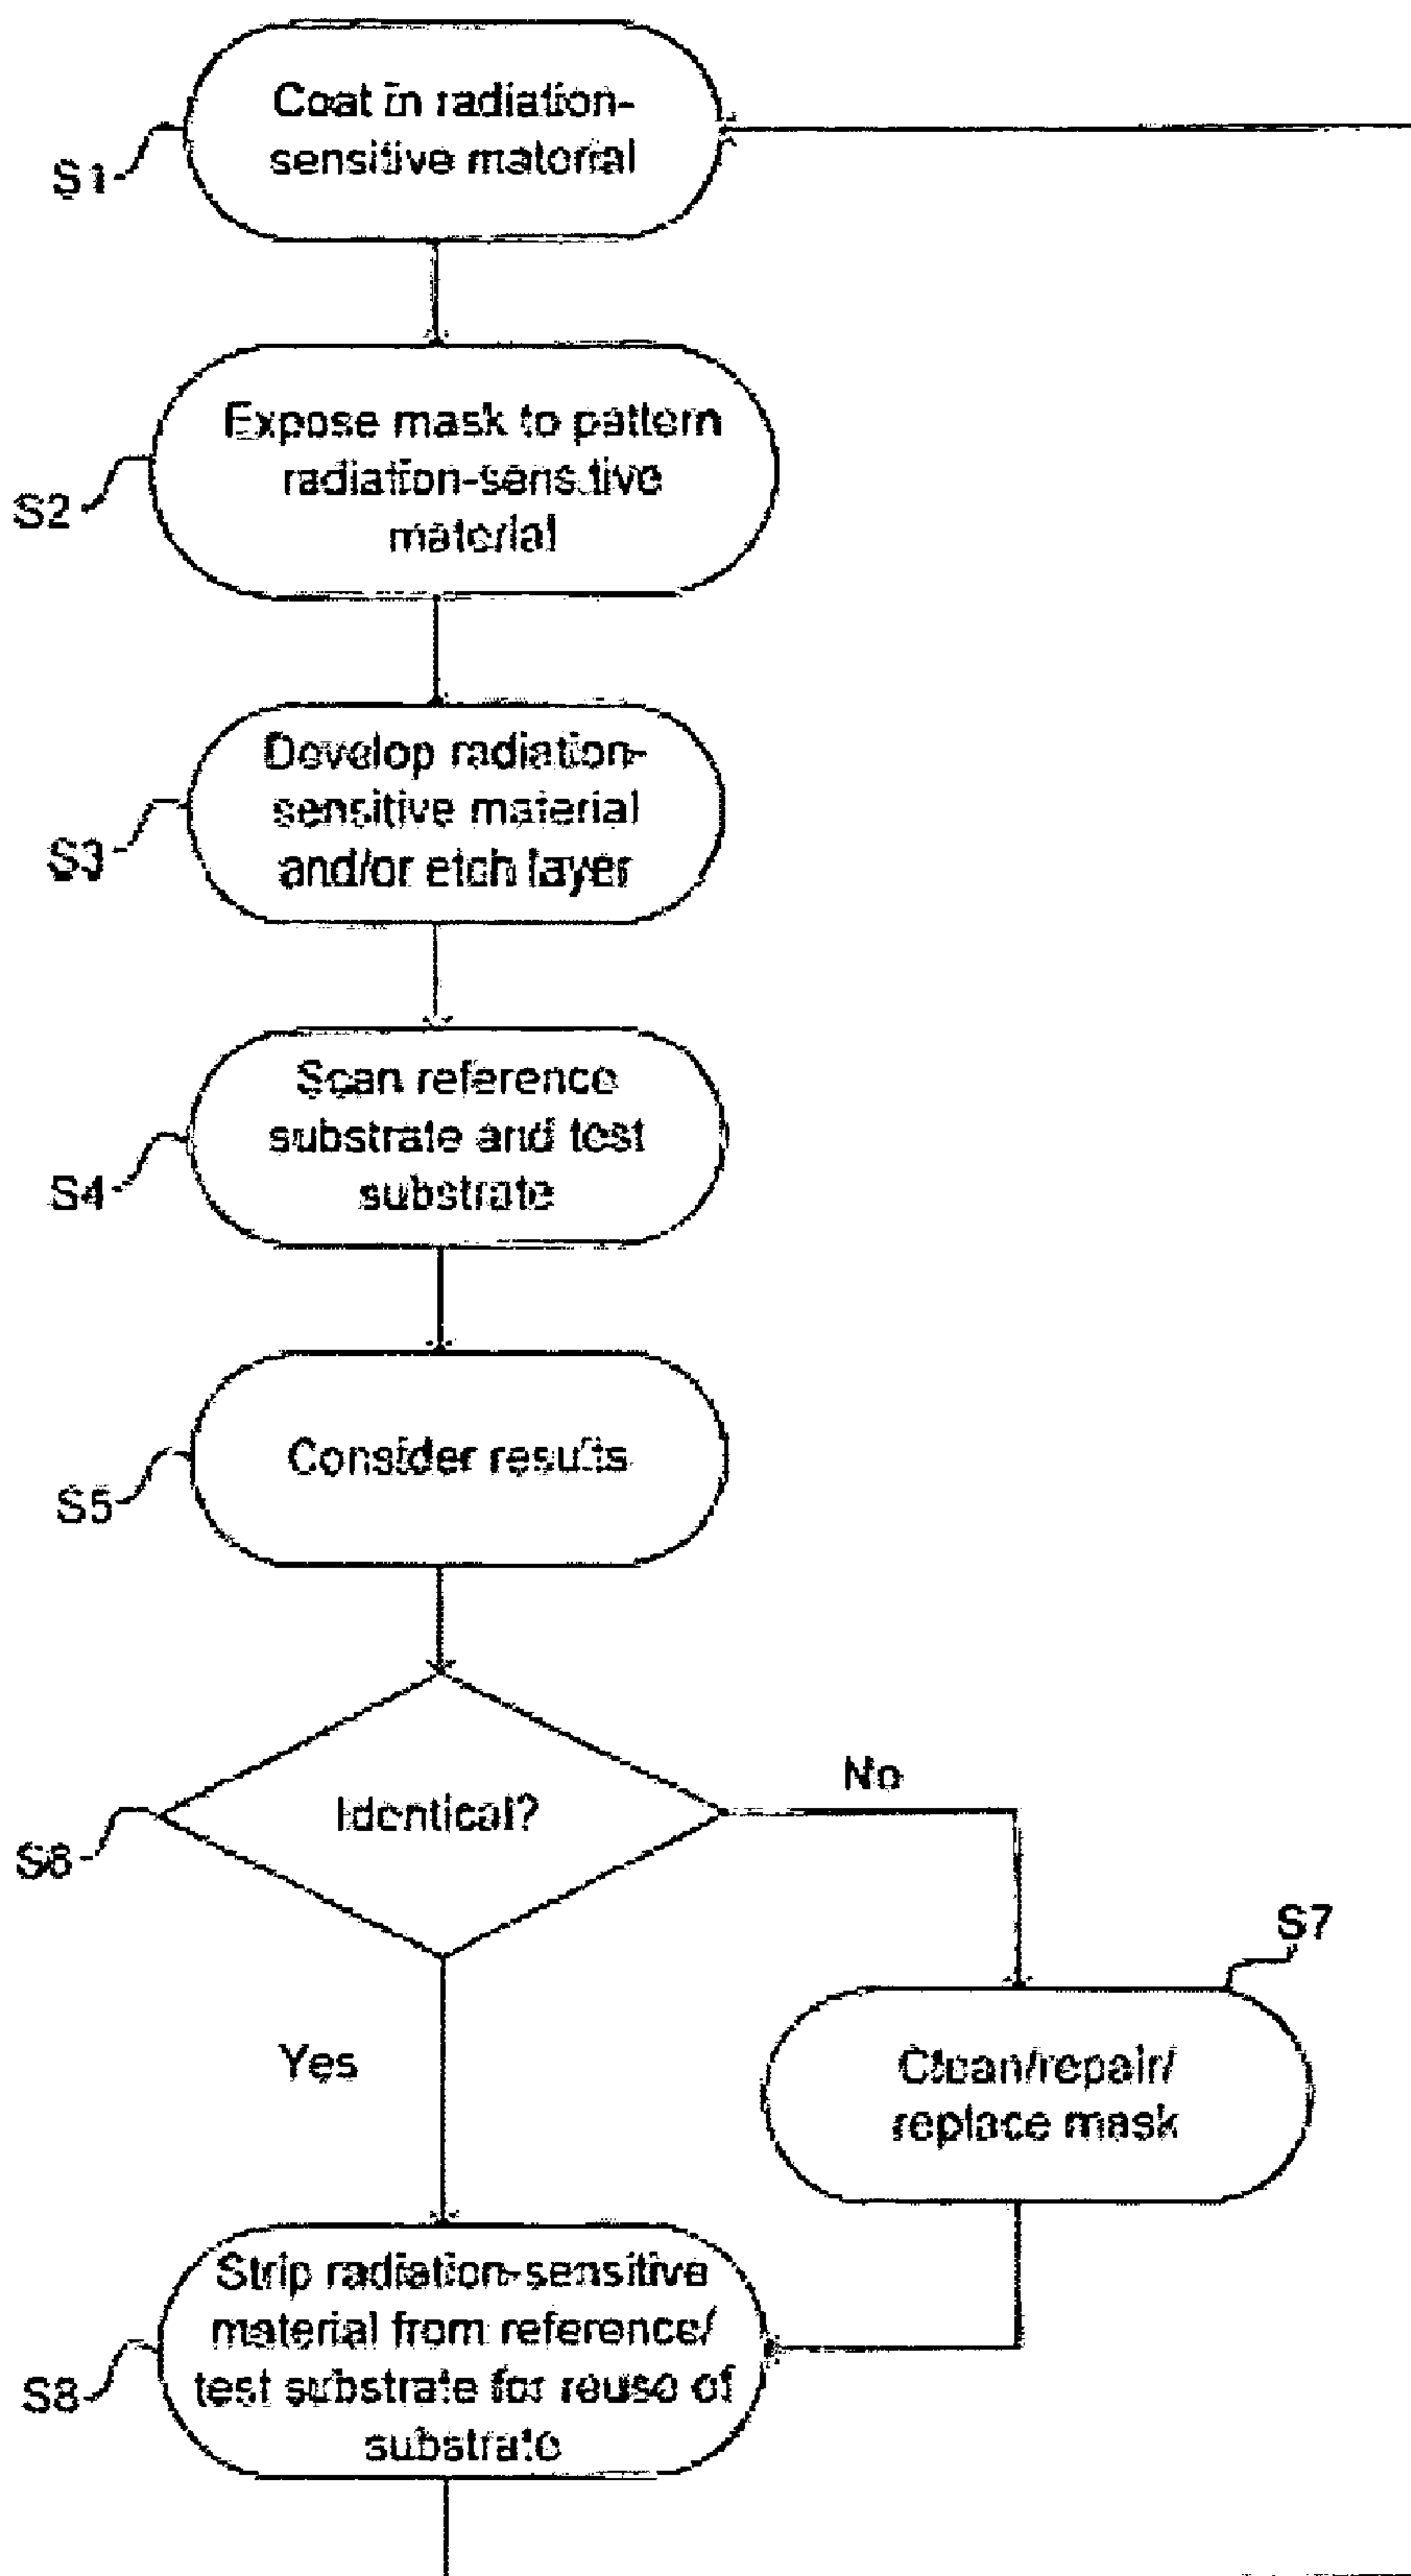 Coat in radiation-
sensitive material
S1
Expose mask to pattern
radiation-sensitive
material
S2
Develop radiation-
sensitive material
and/or etch layer
S3
Scan reference
substrate and test
substrate
S4
Consider results
S5
Identical?
No
S6
S7
Yes
Clean/repair/
replace mask
Strip radiation-sensitive
material from reference/
test substrate for reuse of
substrate
S8